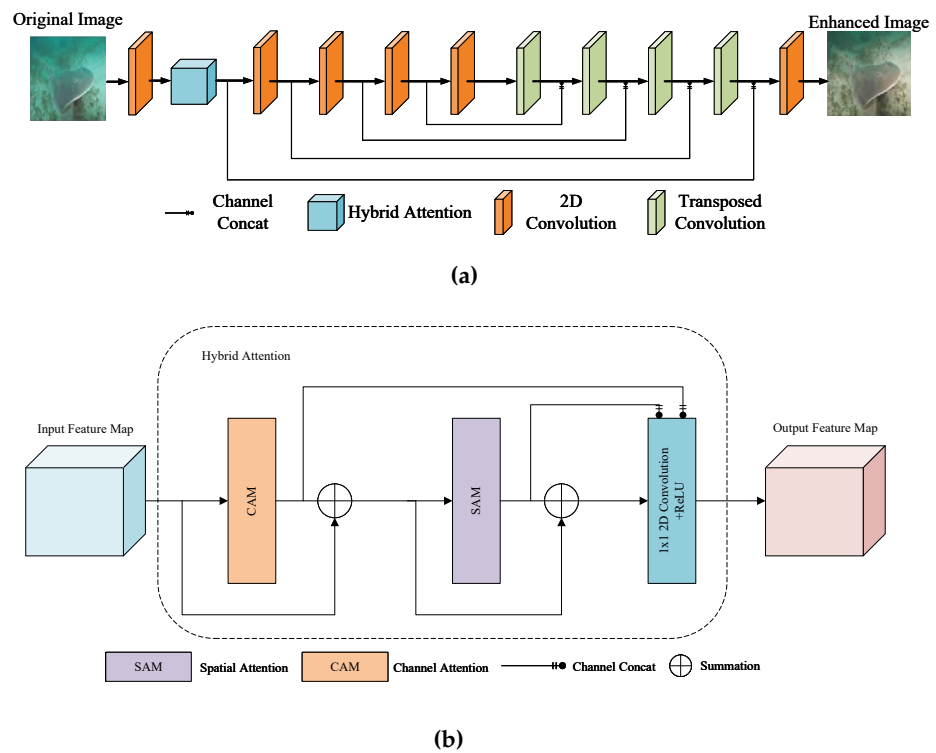 Original Image
Enhanced Image
Channel
Concat
Hybrid Attention
2D
Convolution
Transposed
Convolution
(a)
Hybrid Attention
Input Feature Map
CAM
SAM
1x1 2D Convolution
+ReLU
Output Feature Map
SAM
Spatial Attention
CAM
Channel Attention
Channel Concat
Summation
(b)